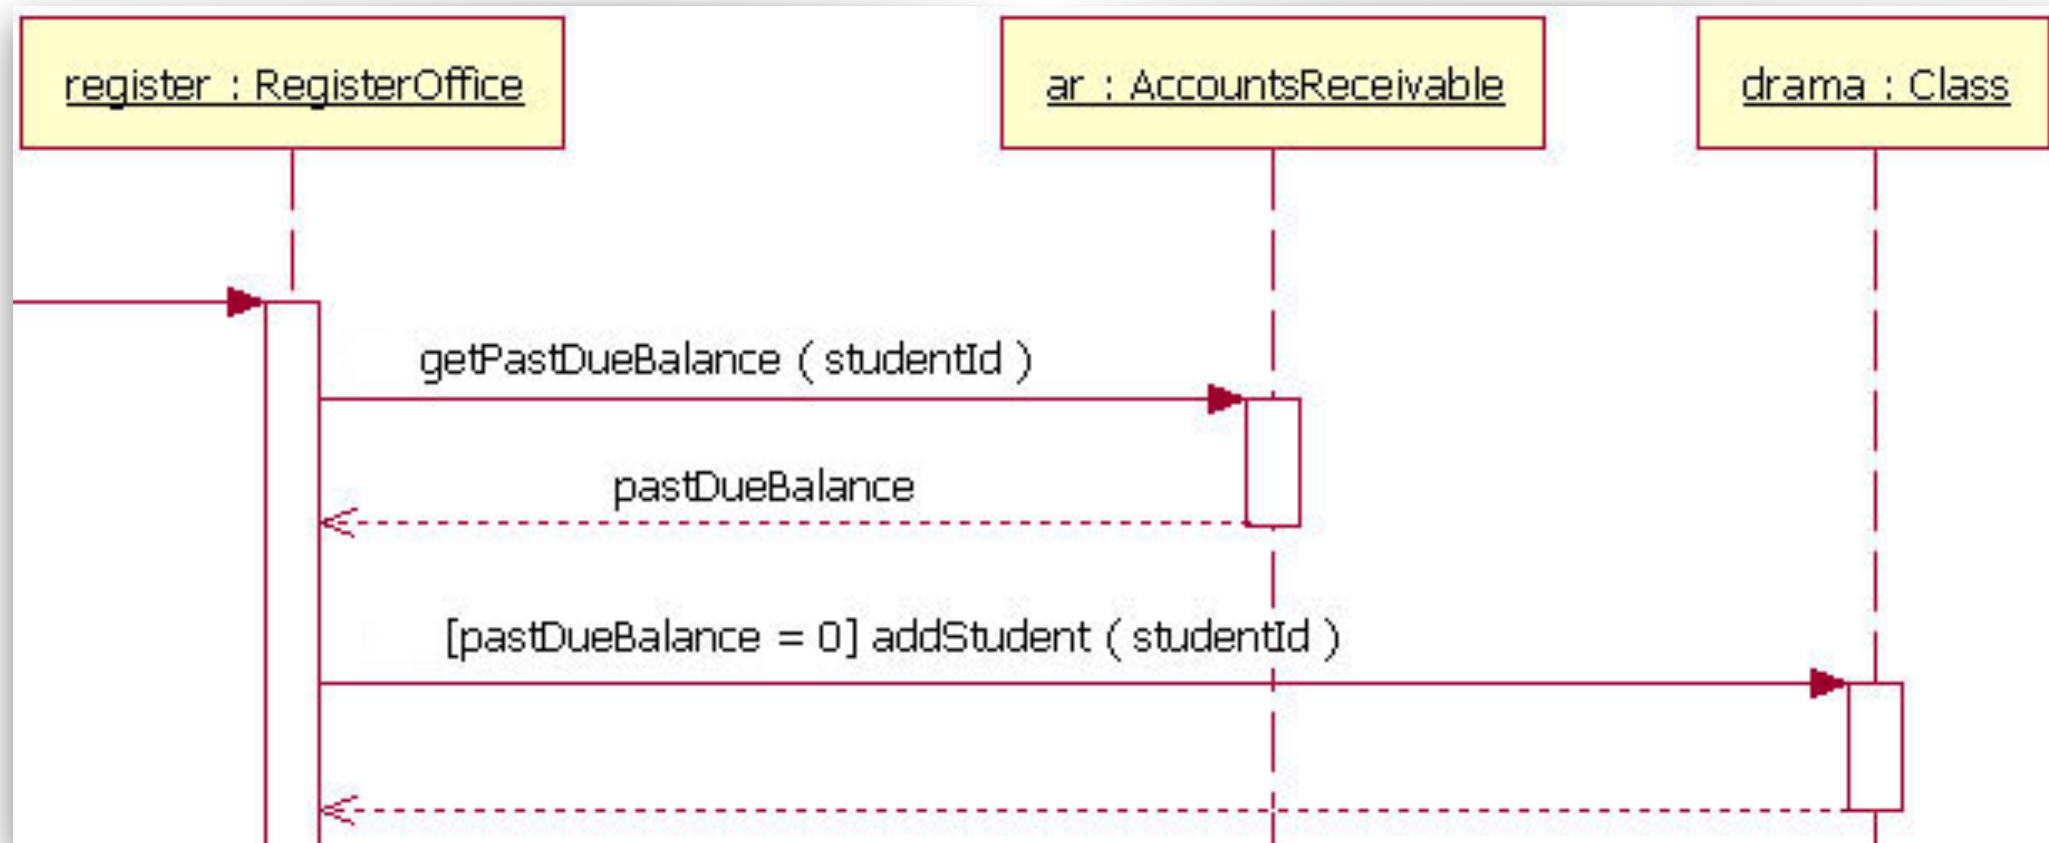 register : RegisterOffice
ar : AccountsReceivable
drama : Class
getPastDueBalance ( studentId )
pastDueBalance
[pastDueBalance = 0] addStudent ( studentId )